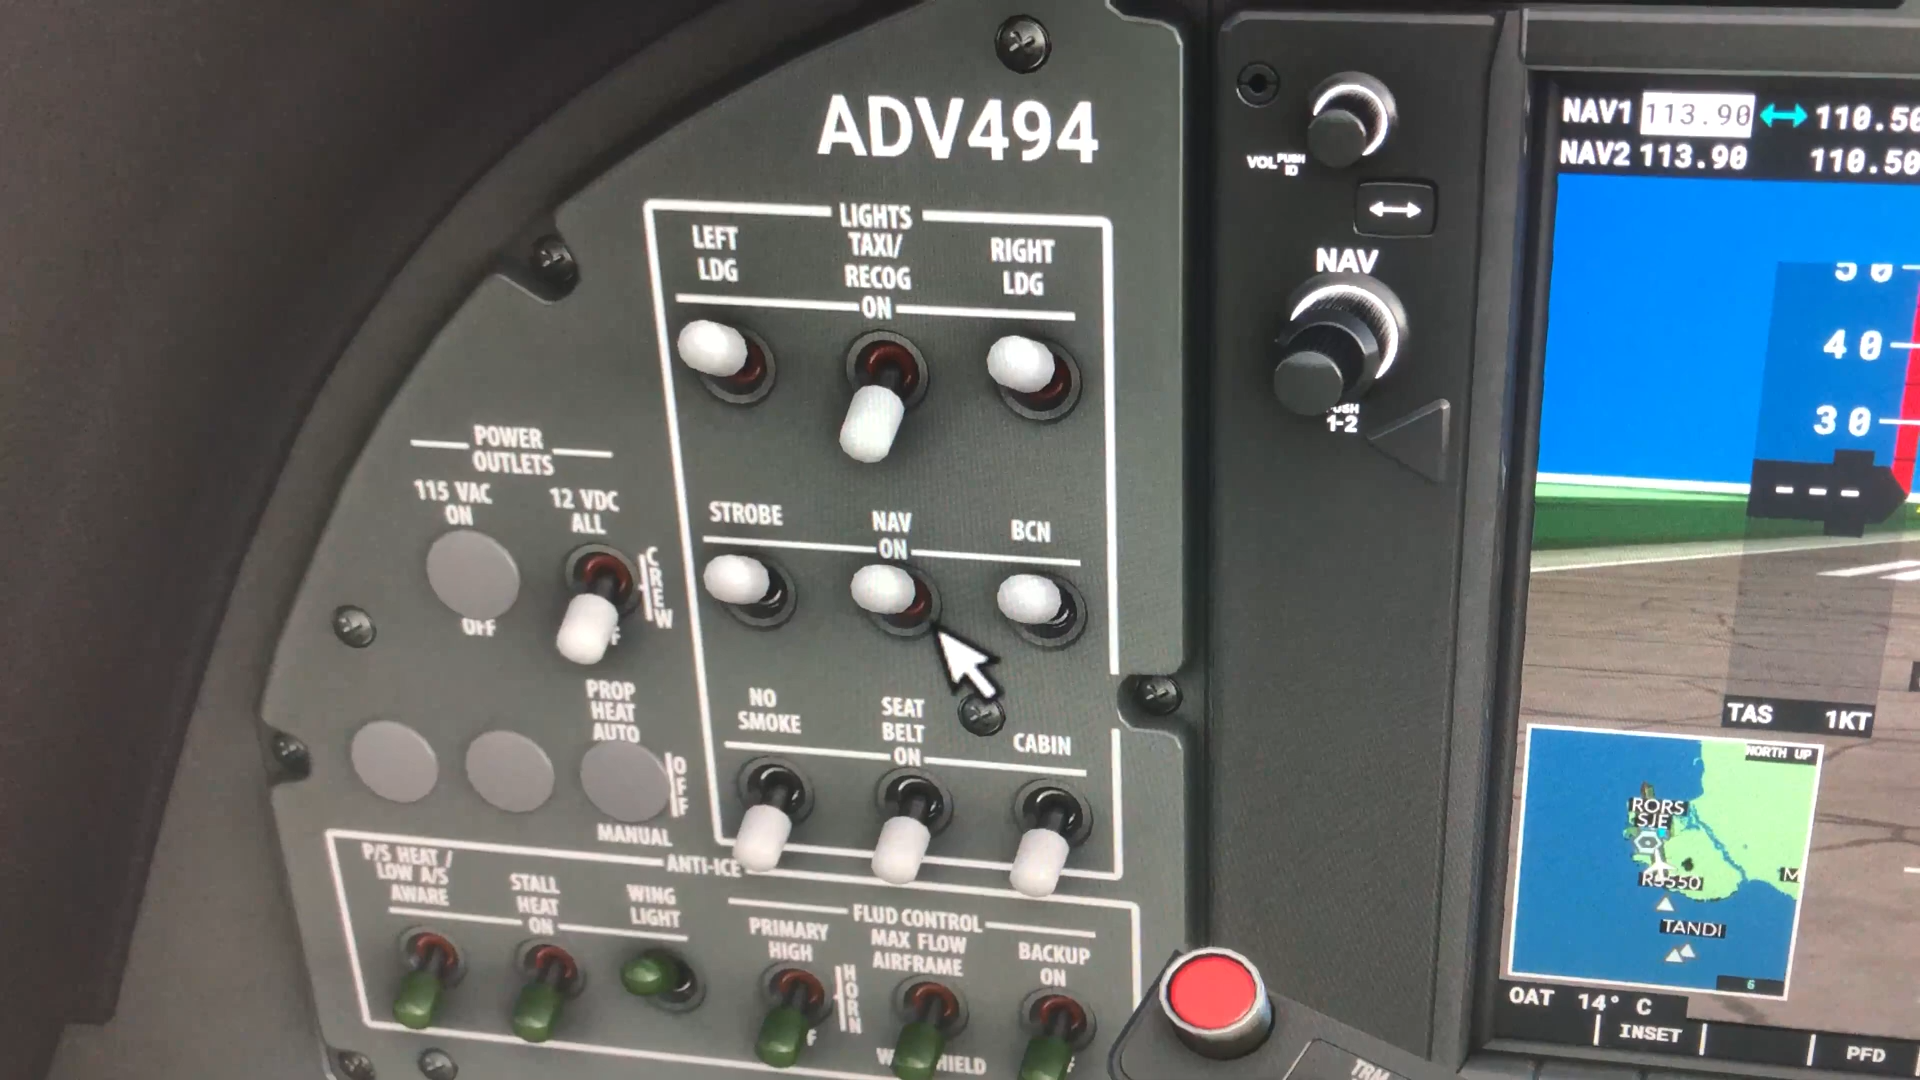 ADV494
LIGHTS
LEFT LDG
TAXI/ RECOG
RIGHT LDG
ON
STROBE
NAV
BCN
ON
NO SMOKE
SEAT BELT
CABIN
ON
POWER OUTLETS
115 VAC
ON
OFF
12 VDC
ALL
CREW
PROP HEAT
AUTO
OFF
MANUAL
ANTI-ICE
P/S HEAT / LOW A/S AWARE
STALL HEAT
WING LIGHT
ON
FLUD CONTROL
PRIMARY
HIGH
HORN
MAX FLOW
AIRFRAME
BACKUP
ON
VOL PUSH ID
NAV
1-2
NAV1 113.90 110.50
NAV2 113.90 110.50
50
40
30
---
TAS 1KT
NORTH UP
RORS
SJE
TANDI
OAT 14° C
INSET
PFD
TRM